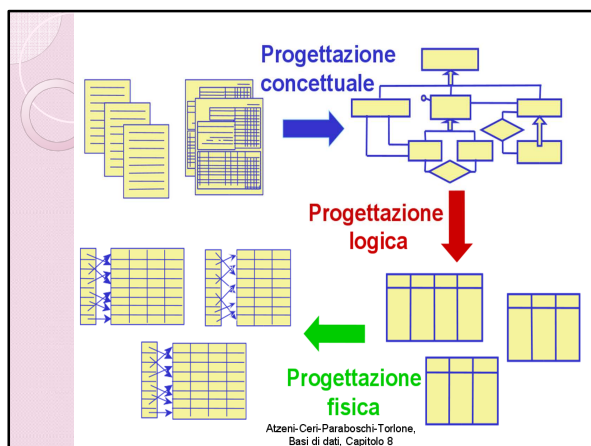 Progettazione
concettuale
Progettazione
logica
Progettazione
fisica
Atzeni-Ceri-Paraboschi-Torlone,
Basi di dati, Capitolo 8